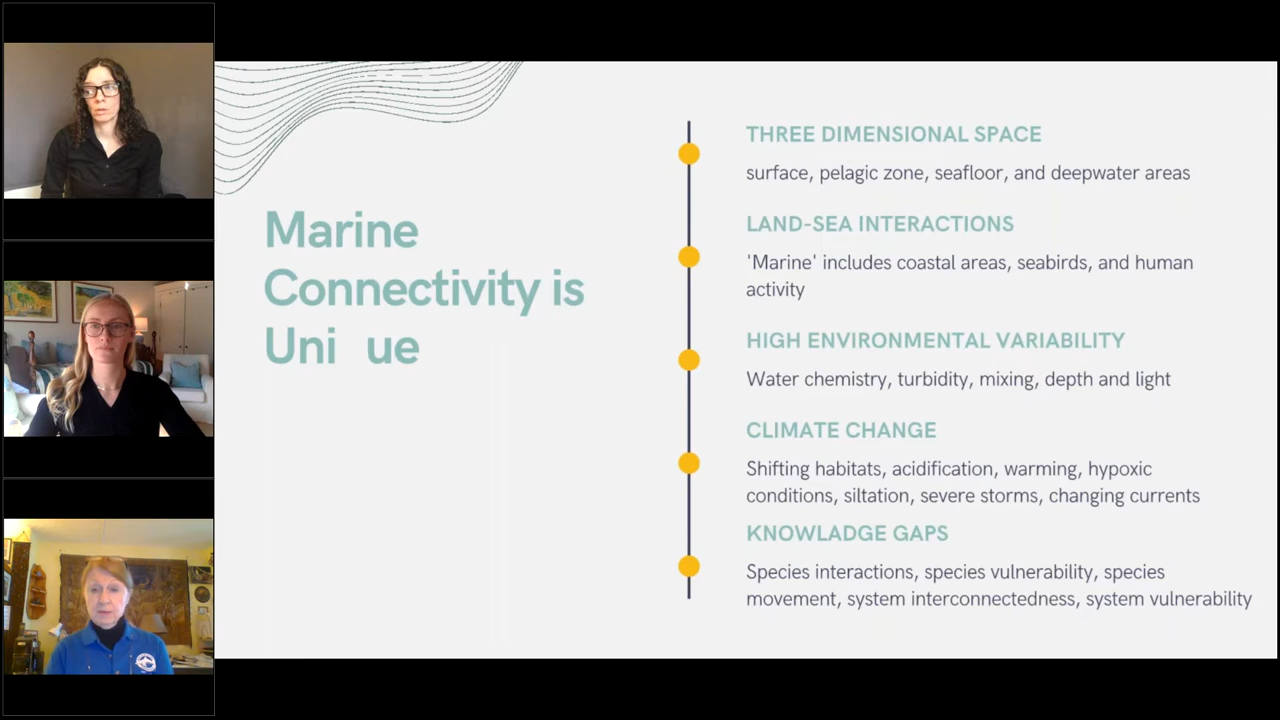 Marine
Connectivity is
Uni ue
THREE DIMENSIONAL SPACE
surface, pelagic zone, seafloor, and deepwater areas
LAND-SEA INTERACTIONS
'Marine' includes coastal areas, seabirds, and human
activity
HIGH ENVIRONMENTAL VARIABILITY
Water chemistry, turbidity, mixing, depth and light
CLIMATE CHANGE
Shifting habitats, acidification, warming, hypoxic
conditions, siltation, severe storms, changing currents
KNOWLADGE GAPS
Species interactions, species vulnerability, species
movement, system interconnectedness, system vulnerability